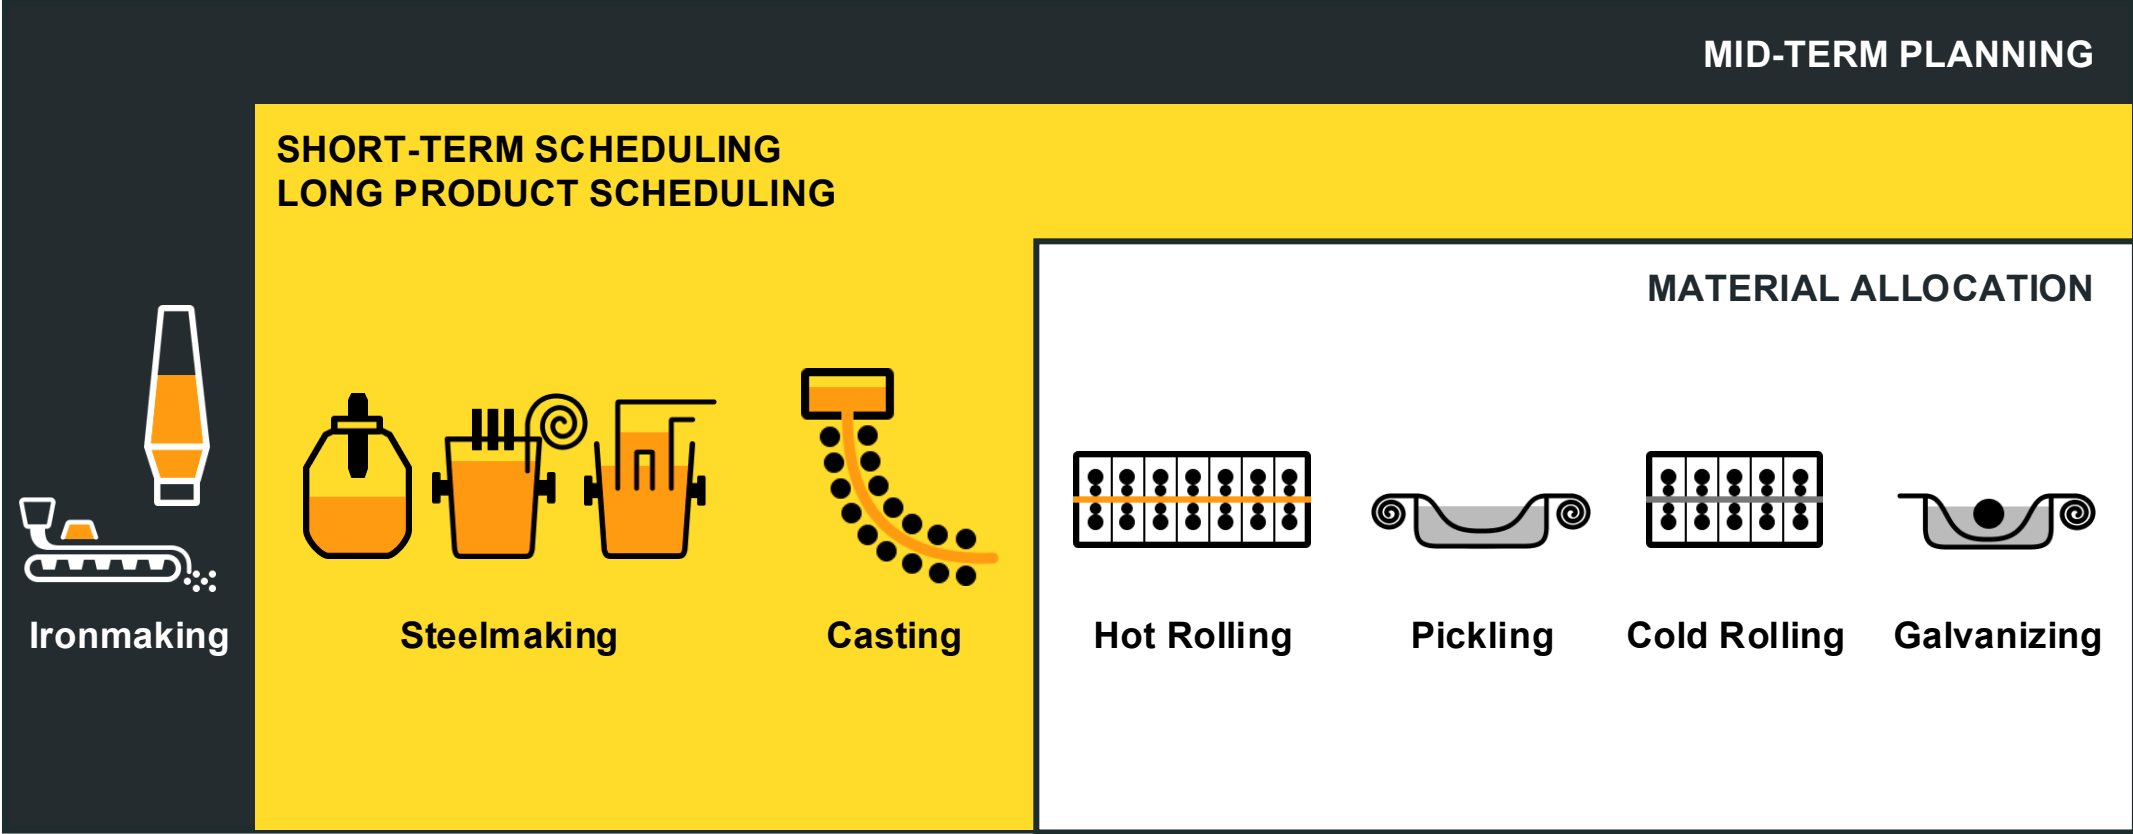 MID-TERM PLANNING
SHORT-TERM SCHEDULING
LONG PRODUCT SCHEDULING
MATERIAL ALLOCATION
Ironmaking
Steelmaking
Casting
Hot Rolling
Pickling
Cold Rolling
Galvanizing